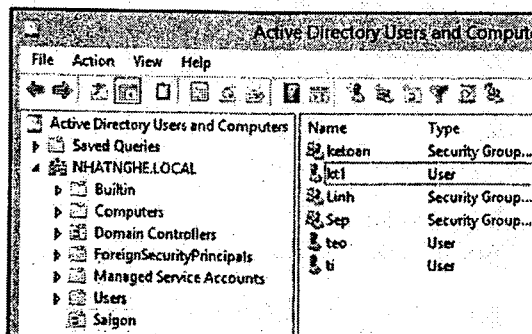 Active Directory Users and Compute
File Action View Help
Active Directory Users and Computers
Saved Queries
NHATNGHE.LOCAL
Builtin
Computers
Domain Controllers
ForeignSecurityPrincipals
Managed Service Accounts
Users
Saigon
Name Type
ketoan Security Group...
kt1 User
Linh Security Group...
Sep Security Group...
teo User
ti User